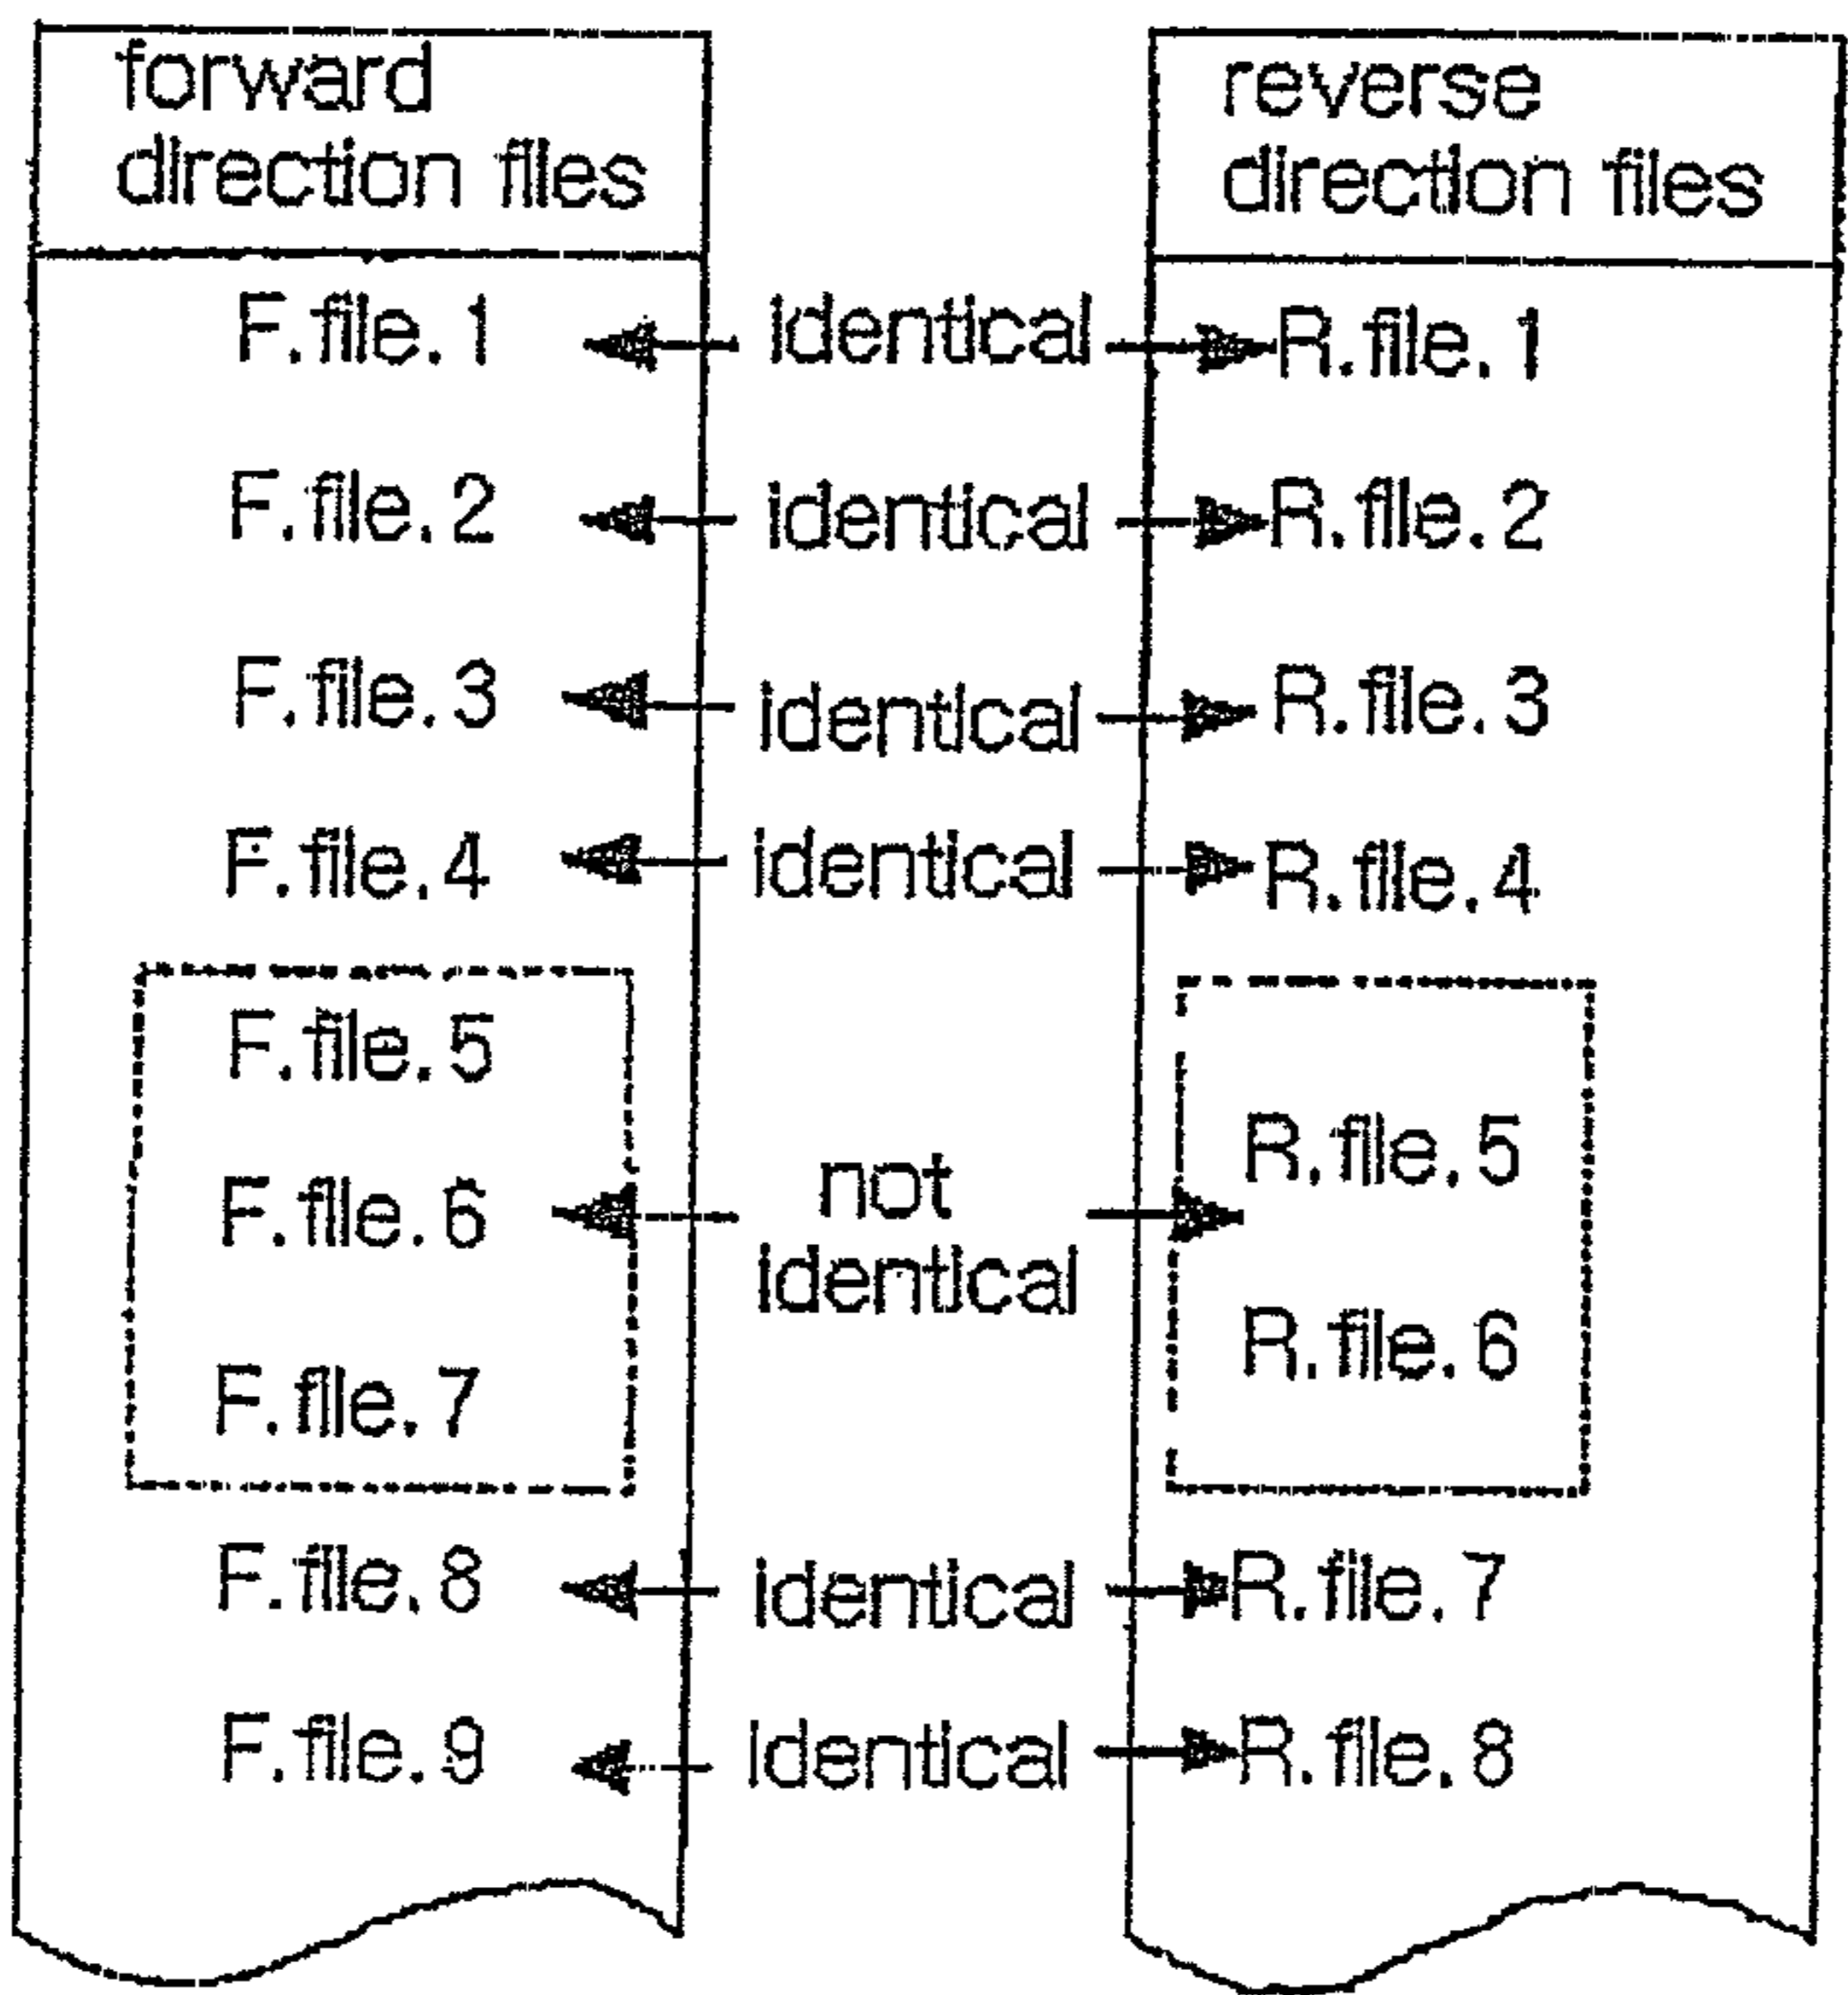 forward
direction files
reverse
direction files
F.file.1 identical R.file.1
F.file.2 identical R.file.2
F.file.3 identical R.file.3
F.file.4 identical R.file.4
F.file.5
F.file.6
F.file.7
not
identical
R.file.5
R.file.6
F.file.8 identical R.file.7
F.file.9 identical R.file.8